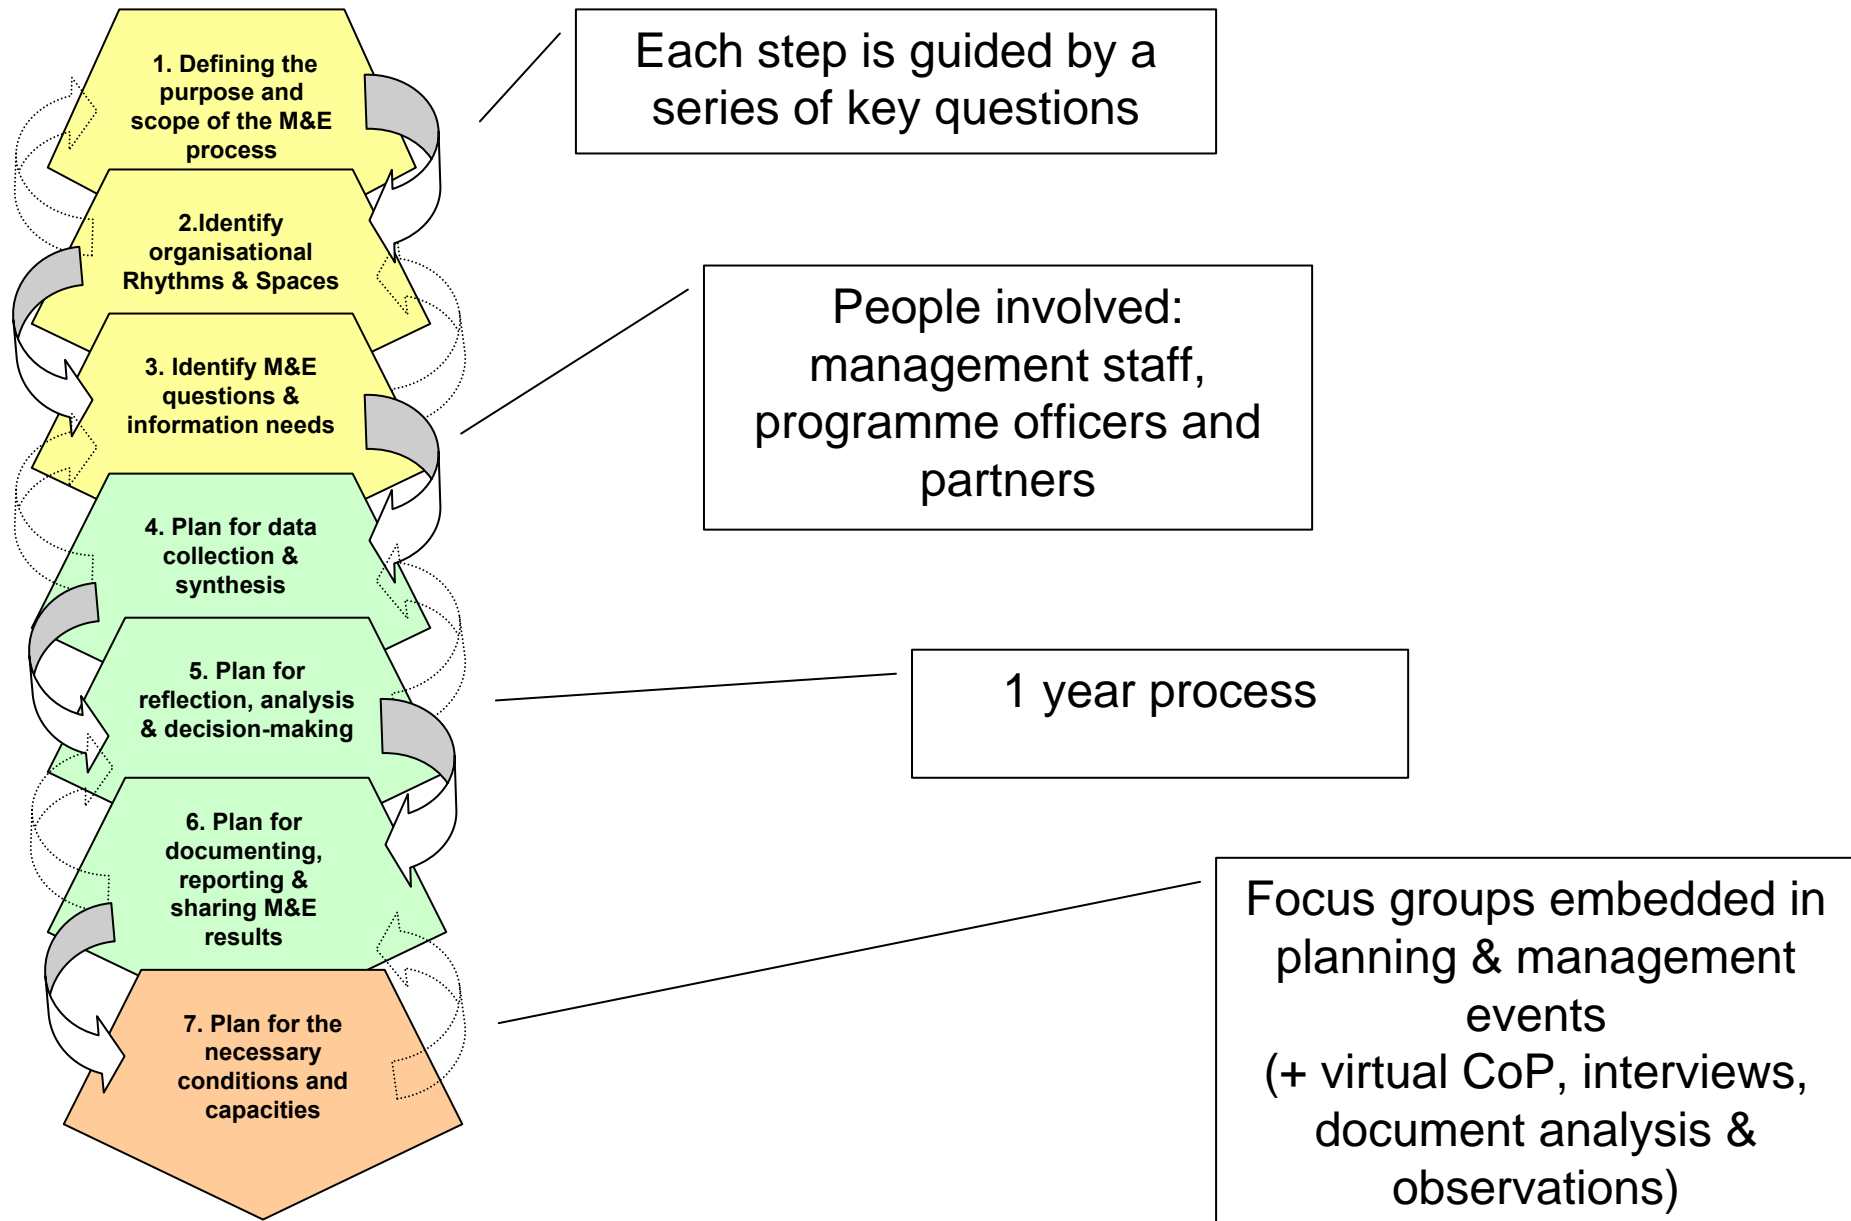 1. Defining the
purpose and
scope of the M&E
process
2.Identify
organisational
Rhythms & Spaces
3. Identify M&E
questions &
information needs
4. Plan for data
collection &
synthesis
5. Plan for
reflection, analysis
& decision-making
6. Plan for
documenting,
reporting &
sharing M&E
results
7. Plan for the
necessary
conditions and
capacities
Each step is guided by a
series of key questions
People involved:
management staff,
programme officers and
partners
1 year process
Focus groups embedded in
planning & management
events
(+ virtual CoP, interviews,
document analysis &
observations)